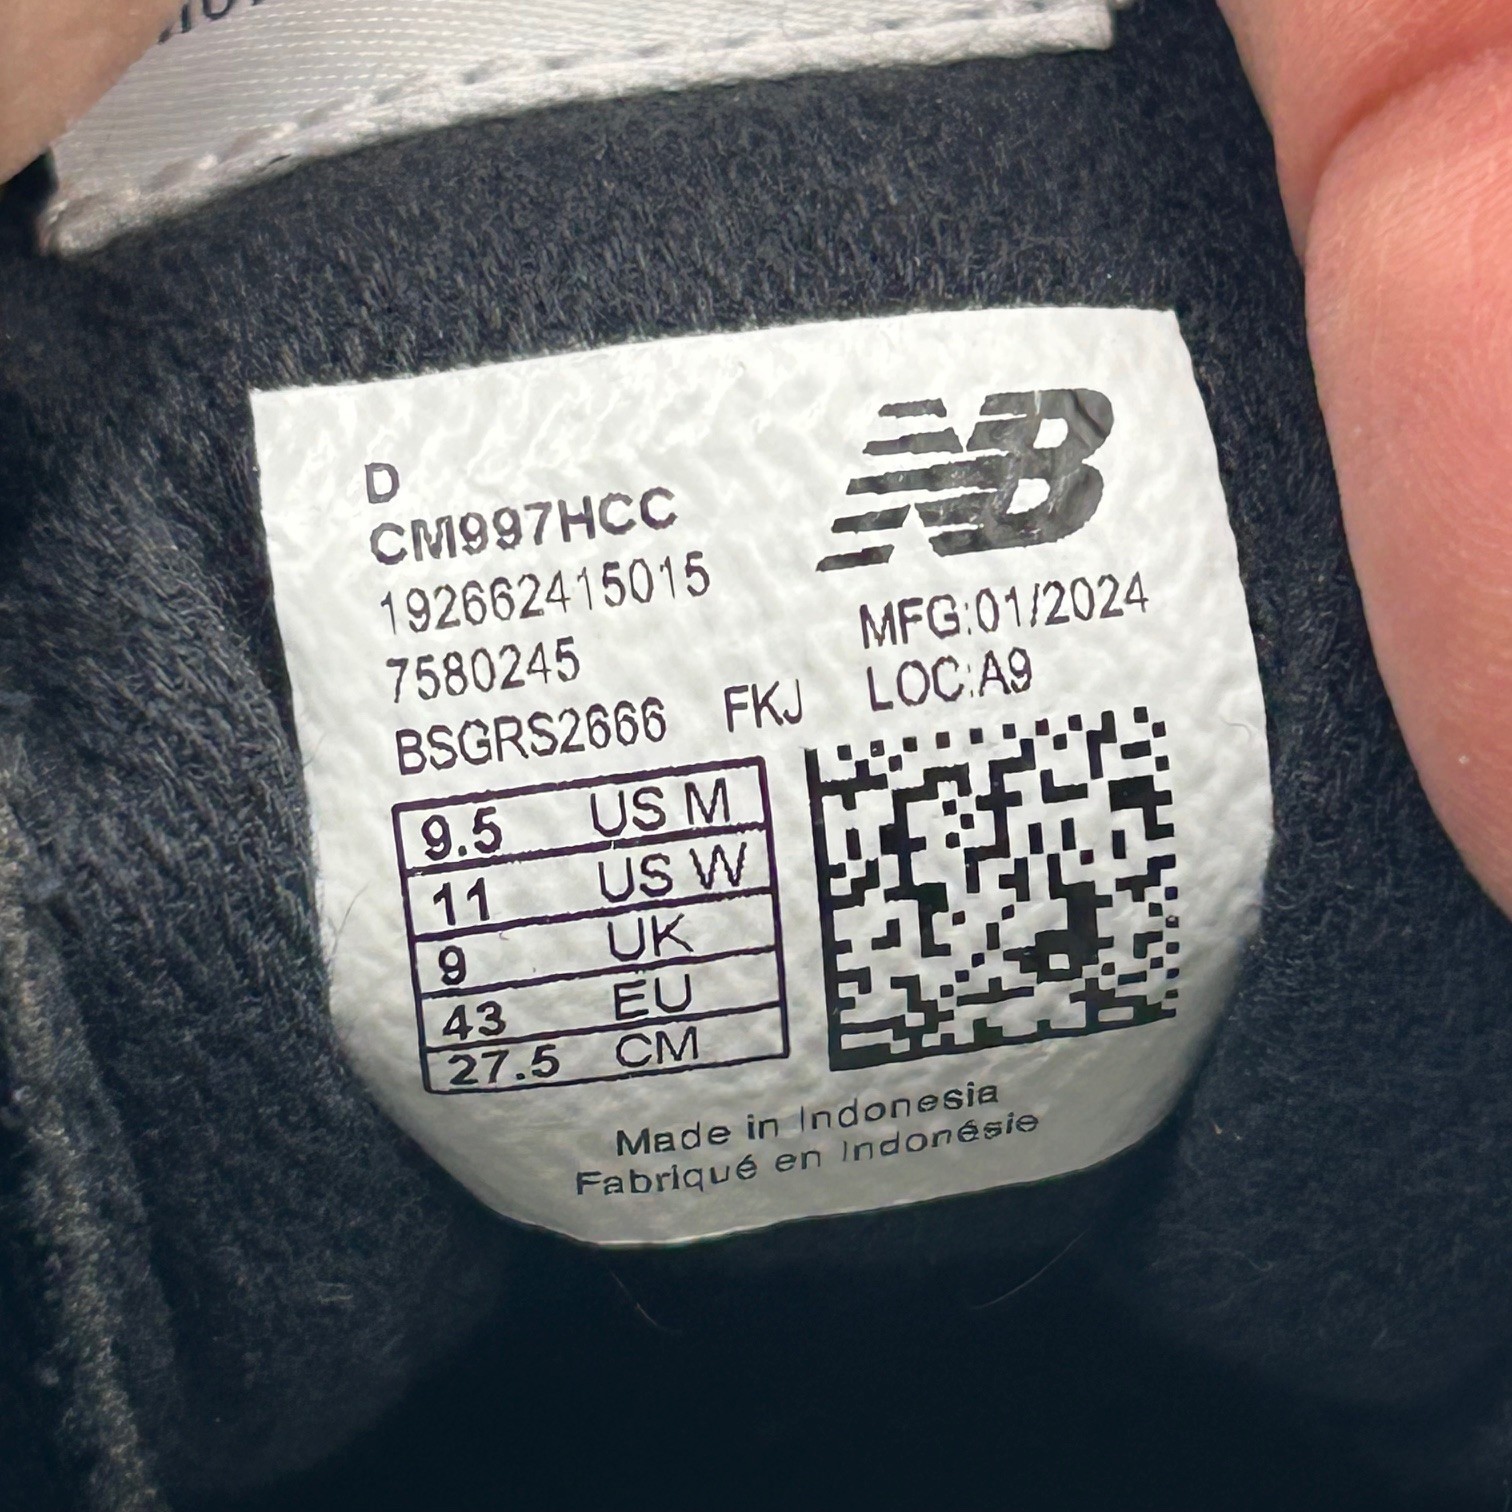 D
CM997HCC
192662415015
7580245
BSGRS2666 FKJ
NB
MFG:01/2024
LOC:A9
9.5 US M
11 US W
9 UK
43 EU
27.5 CM
Made in Indonesia
Fabriqué en Indonésie